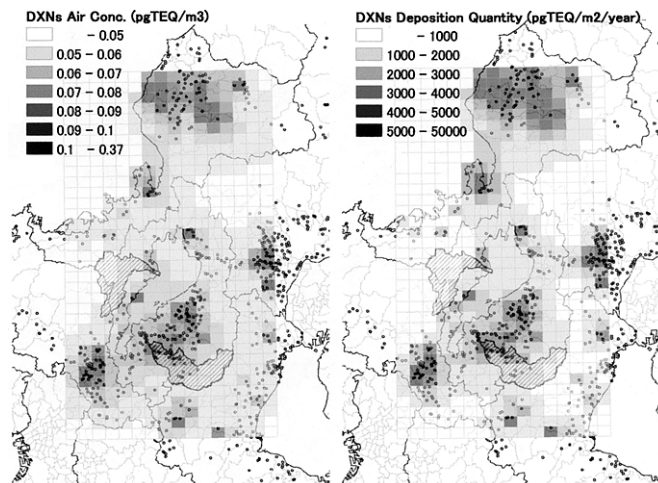 DXNs Air Conc. (pgTEQ/m3)
- 0.05
0.05 - 0.06
0.06 - 0.07
0.07 - 0.08
0.08 - 0.09
0.09 - 0.1
0.1 - 0.37
DXNs Deposition Quantity (pgTEQ/m2/year)
- 1000
1000 - 2000
2000 - 3000
3000 - 4000
4000 - 5000
5000 - 50000